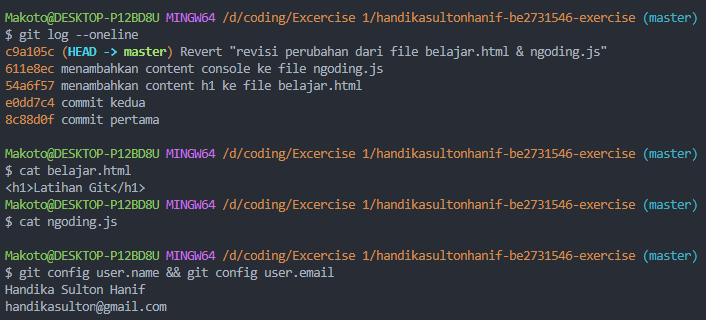 Makoto@DESKTOP-P12BD8U MINGW64 /d/coding/Excercise 1/handikasultonhanif-be2731546-exercise (master)
$ git log --oneline
c9a105c (HEAD -> master) Revert "revisi perubahan dari file belajar.html & ngoding.js"
611e8ec menambahkan content console ke file ngoding.js
54a6f57 menambahkan content h1 ke file belajar.html
e0dd7c4 commit kedua
8c88d0f commit pertama
Makoto@DESKTOP-P12BD8U MINGW64 /d/coding/Excercise 1/handikasultonhanif-be2731546-exercise (master)
$ cat belajar.html
<h1>Latihan Git</h1>
Makoto@DESKTOP-P12BD8U MINGW64 /d/coding/Excercise 1/handikasultonhanif-be2731546-exercise (master)
$ cat ngoding.js
Makoto@DESKTOP-P12BD8U MINGW64 /d/coding/Excercise 1/handikasultonhanif-be2731546-exercise (master)
$ git config user.name && git config user.email
Handika Sulton Hanif
handikasulton@gmail.com